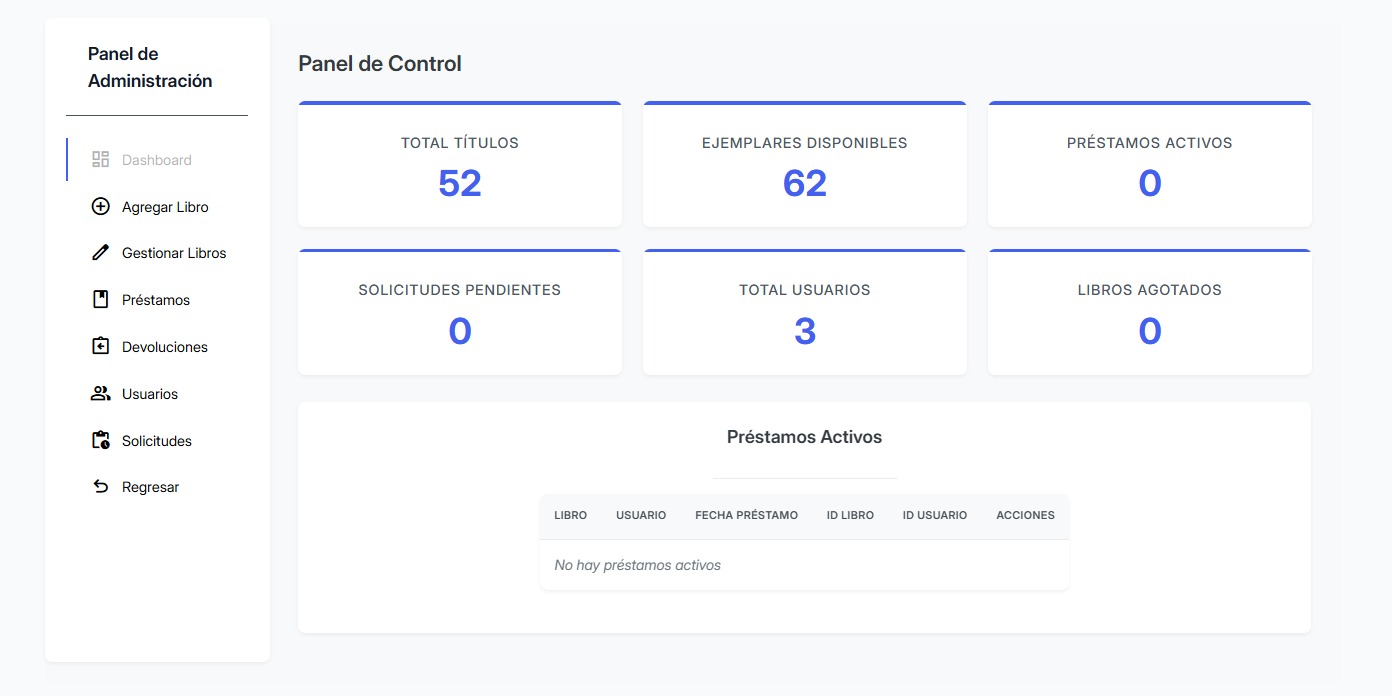 Panel de
Administración
Dashboard
Agregar Libro
Gestionar Libros
Préstamos
Devoluciones
Usuarios
Solicitudes
Regresar
Panel de Control
TOTAL TÍTULOS
52
EJEMPLARES DISPONIBLES
62
PRÉSTAMOS ACTIVOS
0
SOLICITUDES PENDIENTES
0
TOTAL USUARIOS
3
LIBROS AGOTADOS
0
Préstamos Activos
LIBRO USUARIO FECHA PRÉSTAMO ID LIBRO ID USUARIO ACCIONES
No hay préstamos activos